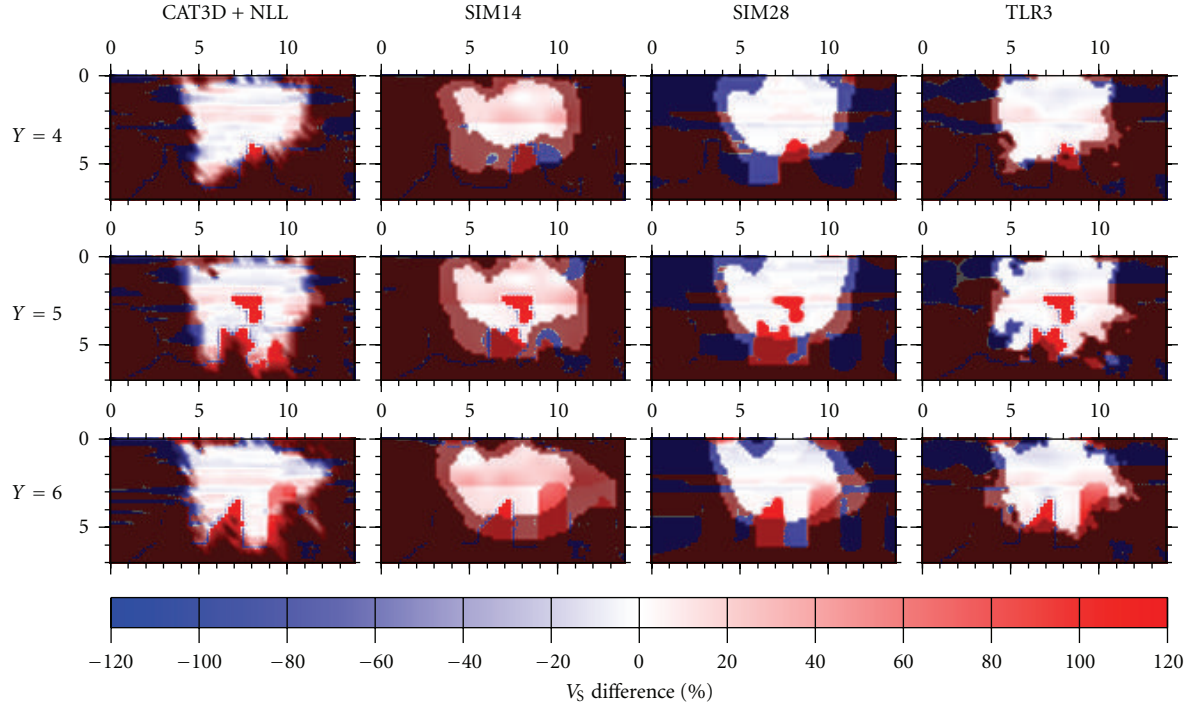 CAT3D + NLL SIM14 SIM28 TLR3
0 5 10 0 5 10 0 5 10 0 5 10
0
Y = 4
5
0 5 10 0 5 10 0 5 10 0 5 10
0
Y = 5
5
0 5 10 0 5 10 0 5 10 0 5 10
0
Y = 6
5
−120 −100 −80 −60 −40 −20 0 20 40 60 80 100 120
VS difference (%)